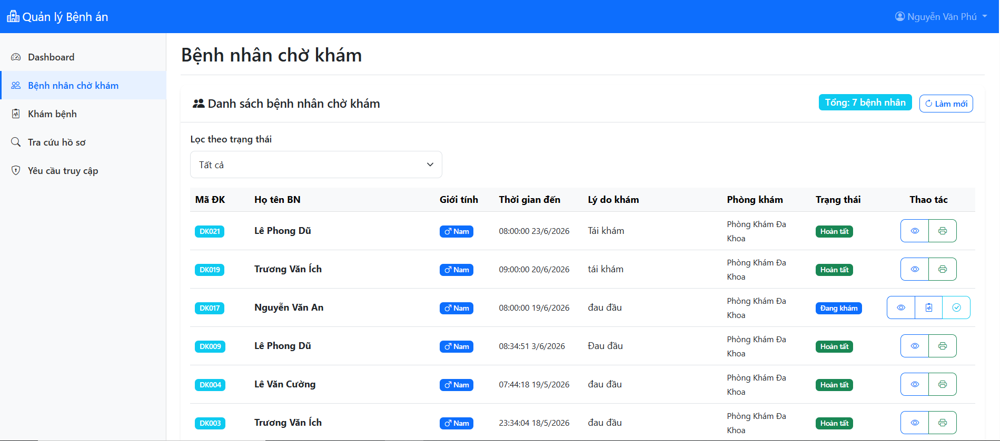 Quản lý Bệnh án
Nguyễn Văn Phú
Dashboard
Bệnh nhân chờ khám
Khám bệnh
Tra cứu hồ sơ
Yêu cầu truy cập
Bệnh nhân chờ khám
Danh sách bệnh nhân chờ khám
Tổng: 7 bệnh nhân
Làm mới
Lọc theo trạng thái
Tất cả
Mã ĐK Họ tên BN Giới tính Thời gian đến Lý do khám Phòng khám Trạng thái Thao tác
DK021 Lê Phong Dũ Nam 08:00:00 23/6/2026 Tái khám Phòng Khám Đa Khoa Hoàn tất
DK019 Trương Văn Ích Nam 09:00:00 20/6/2026 tái khám Phòng Khám Đa Khoa Hoàn tất
DK017 Nguyễn Văn An Nam 08:00:00 19/6/2026 đau đầu Phòng Khám Đa Khoa Đang khám
DK009 Lê Phong Dũ Nam 08:34:51 3/6/2026 Đau đầu Phòng Khám Đa Khoa Hoàn tất
DK004 Lê Văn Cường Nam 07:44:18 19/5/2026 đau đầu Phòng Khám Đa Khoa Hoàn tất
DK003 Trương Văn Ích Nam 23:34:04 18/5/2026 đau đầu Phòng Khám Đa Khoa Hoàn tất